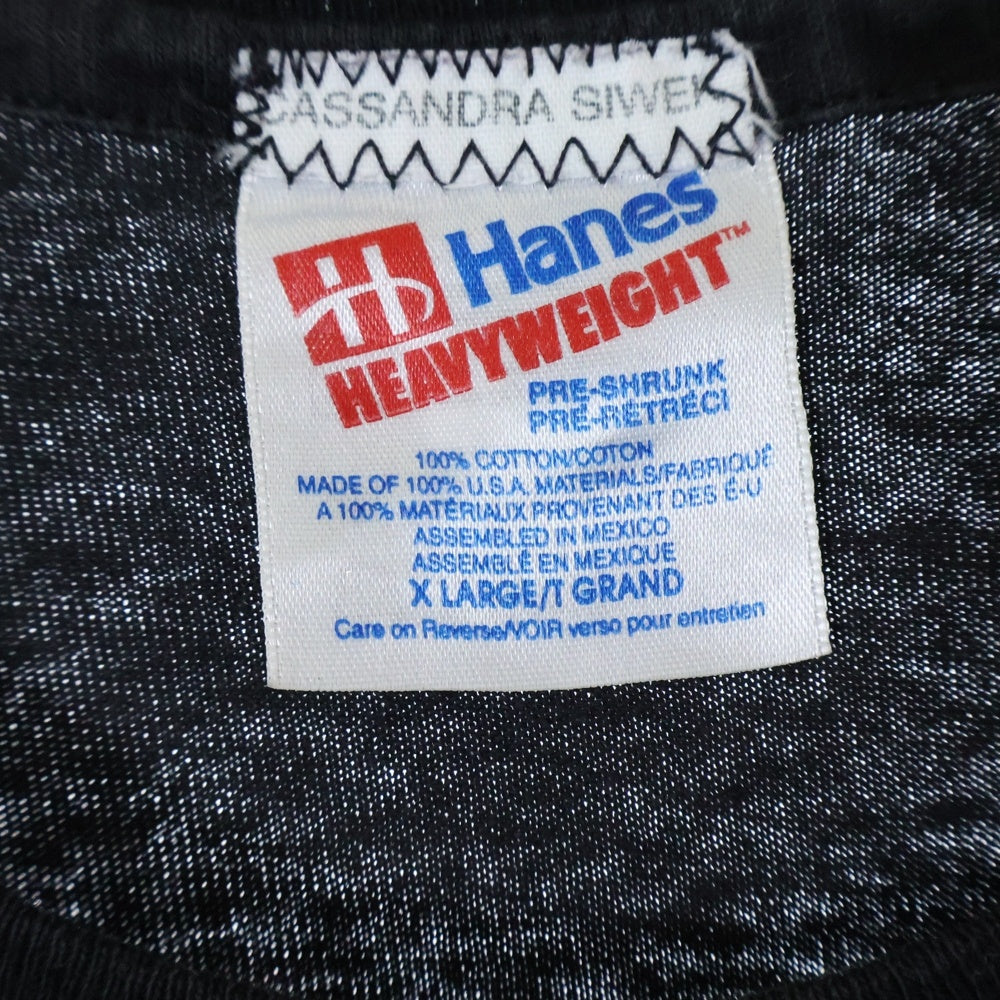 CASSANDRA SIWEK
H Hanes
HEAVYWEIGHT™
PRE-SHRUNK
PRÉ-RÉTRÉCI
100% COTTON/COTON
MADE OF 100% U.S.A. MATERIALS/FABRIQUÉ
A 100% MATÉRIAUX PROVENANT DES É-U
ASSEMBLED IN MEXICO
ASSEMBLÉ EN MEXIQUE
X LARGE/T GRAND
Care on Reverse/VOIR verso pour entretien